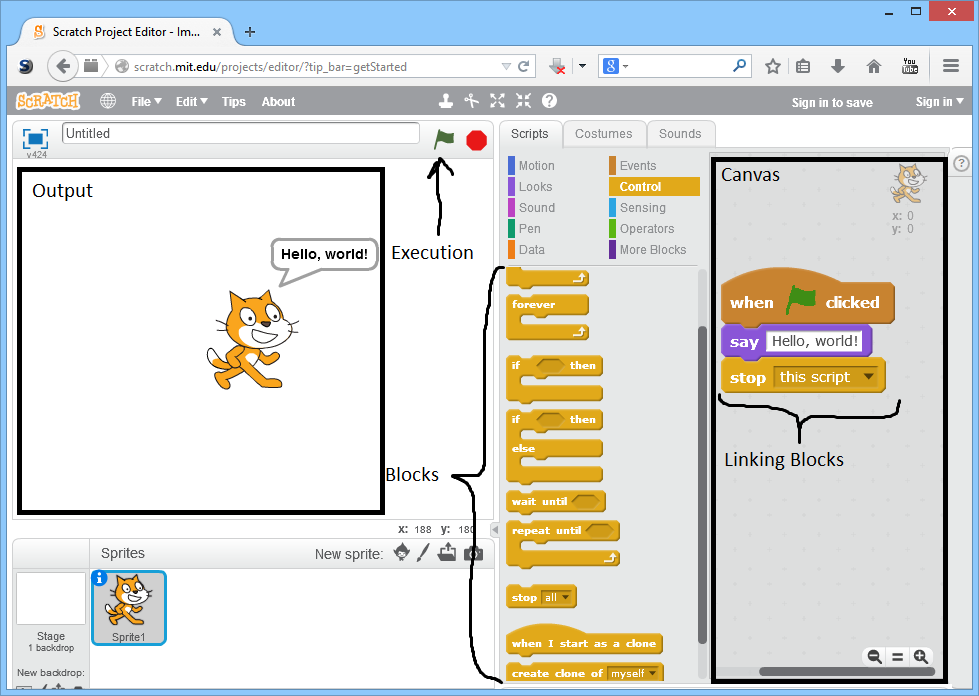 Scratch Project Editor - Im...
scratch.mit.edu/projects/editor/?tip_bar=getStarted
8
You Tube
SCRATCH File Edit Tips About Sign in to save Sign in
v424
Untitled
Scripts Costumes Sounds
Output
Hello, world!
Execution
Motion Events
Looks Control
Sound Sensing
Pen Operators
Data More Blocks
forever
if then
if then
else
wait until
repeat until
stop all
when I start as a clone
create clone of myself
Blocks
Canvas
x: 0
y: 0
when clicked
say Hello, world!
stop this script
Linking Blocks
x: 188 y: 180
Sprites New sprite:
Sprite1
Stage
1 backdrop
New backdrop: